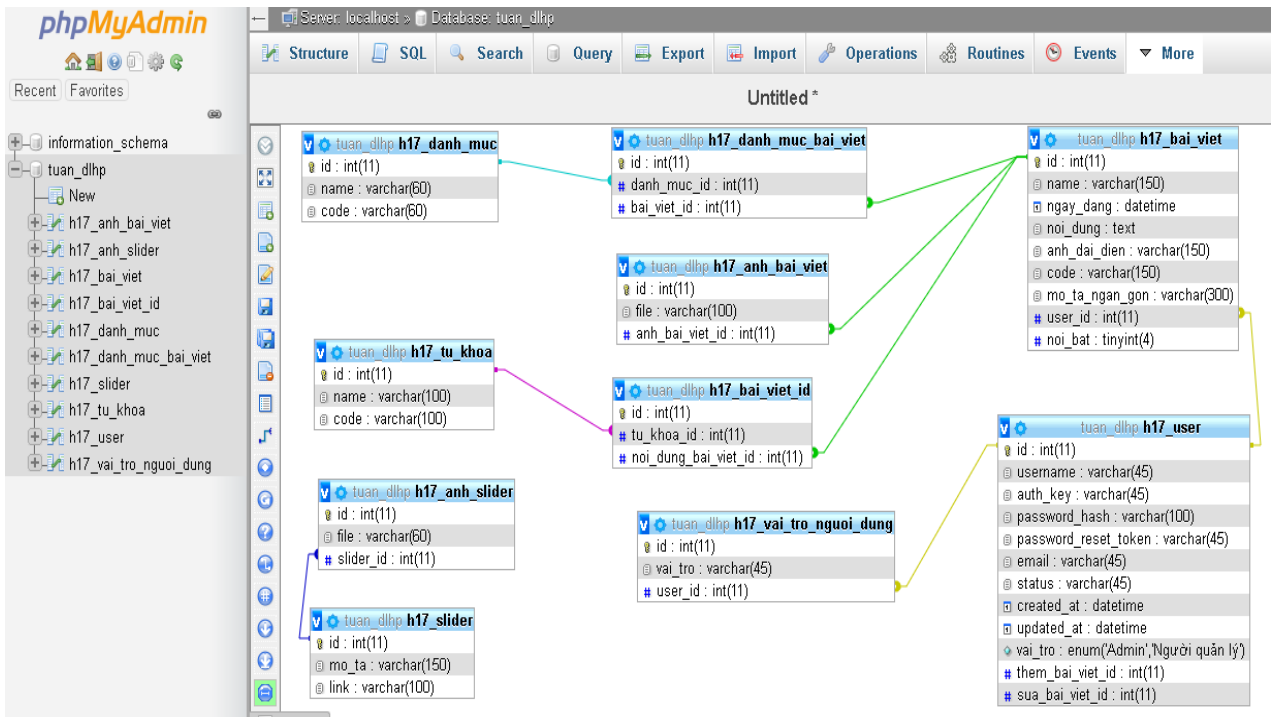 phpMyAdmin
Recent Favorites
information_schema
tuan_dlhp
New
h17_anh_bai_viet
h17_anh_slider
h17_bai_viet
h17_bai_viet_id
h17_danh_muc
h17_danh_muc_bai_viet
h17_slider
h17_tu_khoa
h17_user
h17_vai_tro_nguoi_dung
Server: localhost » Database: tuan_dlhp
Structure SQL Search Query Export Import Operations Routines Events More
Untitled *
tuan_dlhp h17_danh_muc
id : int(11)
name : varchar(60)
code : varchar(60)
tuan_dlhp h17_danh_muc_bai_viet
id : int(11)
danh_muc_id : int(11)
bai_viet_id : int(11)
tuan_dlhp h17_bai_viet
id : int(11)
name : varchar(150)
ngay_dang : datetime
noi_dung : text
anh_dai_dien : varchar(150)
code : varchar(150)
mo_ta_ngan_gon : varchar(300)
user_id : int(11)
noi_bat : tinyint(4)
tuan_dlhp h17_anh_bai_viet
id : int(11)
file : varchar(100)
anh_bai_viet_id : int(11)
tuan_dlhp h17_tu_khoa
id : int(11)
name : varchar(100)
code : varchar(100)
tuan_dlhp h17_bai_viet_id
id : int(11)
tu_khoa_id : int(11)
noi_dung_bai_viet_id : int(11)
tuan_dlhp h17_user
id : int(11)
username : varchar(45)
auth_key : varchar(45)
password_hash : varchar(100)
password_reset_token : varchar(45)
email : varchar(45)
status : varchar(45)
created_at : datetime
updated_at : datetime
vai_tro : enum('Admin','Người quản lý')
them_bai_viet_id : int(11)
sua_bai_viet_id : int(11)
tuan_dlhp h17_anh_slider
id : int(11)
file : varchar(60)
slider_id : int(11)
tuan_dlhp h17_vai_tro_nguoi_dung
id : int(11)
vai_tro : varchar(45)
user_id : int(11)
tuan_dlhp h17_slider
id : int(11)
mo_ta : varchar(150)
link : varchar(100)